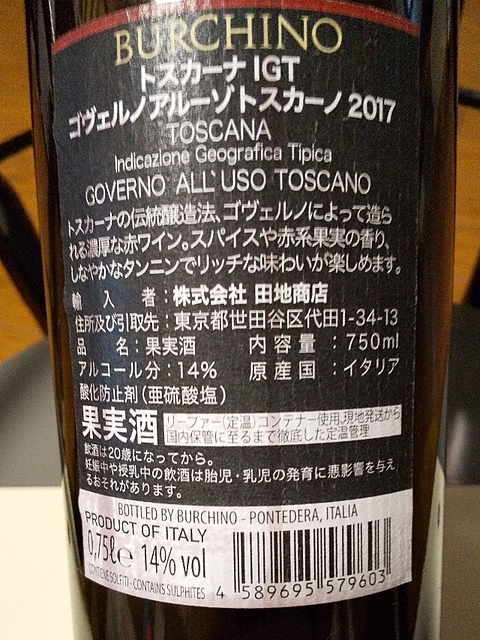 BURCHINO
トスカーナ IGT
ゴヴェルノアルーゾトスカーノ 2017
TOSCANA
Indicazione Geografica Tipica
GOVERNO ALL'USO TOSCANO
トスカーナの伝統醸造法、ゴヴェルノによって造ら
れる濃厚な赤ワイン。スパイスや赤系果実の香り、
しなやかなタンニンでリッチな味わいが楽しめます。
輸入者:株式会社 田地商店
住所及び引取先:東京都世田谷区代田1-34-13
品名:果実酒 内容量:750ml
アルコール分:14% 原産国:イタリア
酸化防止剤(亜硫酸塩)
果実酒 リーファー(定温)コンテナー使用、現地発送から
国内保管に至るまで徹底した定温管理
飲酒は20歳になってから。
妊娠中や授乳中の飲酒は胎児・乳児の発育に悪影響を与え
るおそれがあります。
BOTTLED BY BURCHINO - PONTEDERA, ITALIA
PRODUCT OF ITALY
0,75ℓe 14% vol
CONTIENE SOLFITI - CONTAINS SULPHITES
4 589695 579603